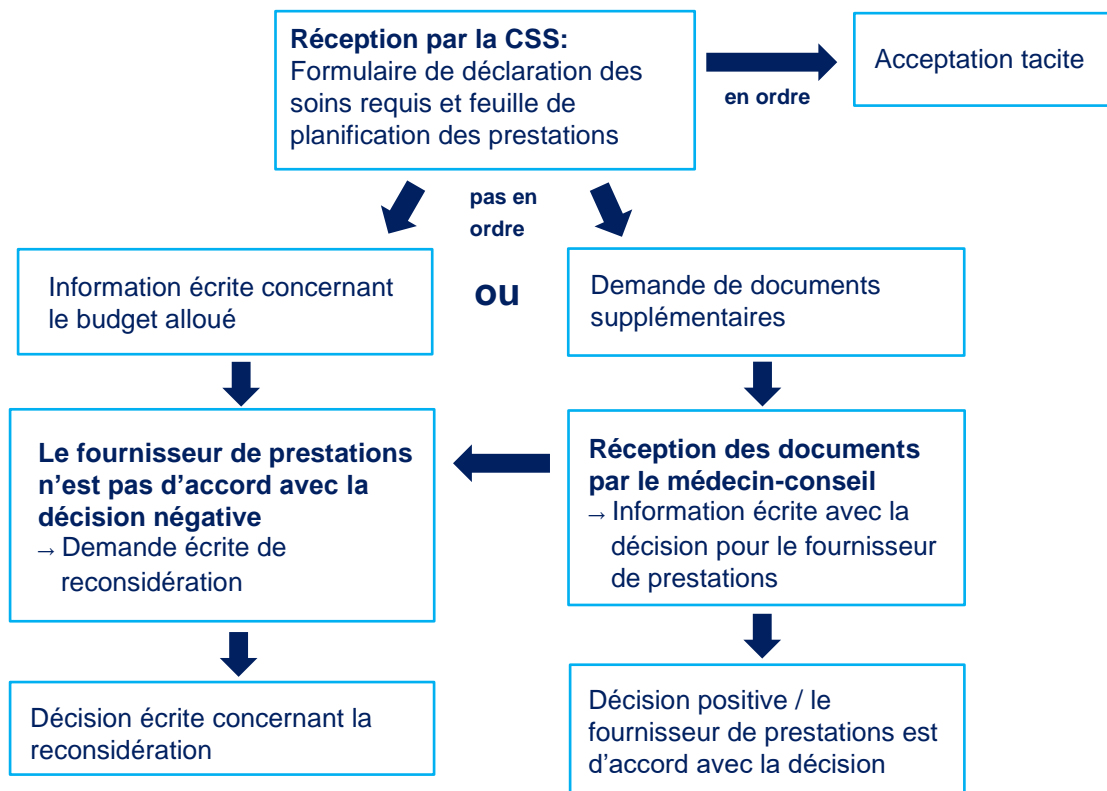 Réception par la CSS:
Formulaire de déclaration des
soins requis et feuille de
planification des prestations
en ordre
Acceptation tacite
pas en
ordre
Information écrite concernant
le budget alloué
ou
Demande de documents
supplémentaires
Le fournisseur de prestations
n’est pas d’accord avec la
décision négative
→ Demande écrite de
reconsidération
Réception des documents
par le médecin-conseil
→ Information écrite avec la
décision pour le fournisseur
de prestations
Décision écrite concernant la
reconsidération
Décision positive / le
fournisseur de prestations est
d’accord avec la décision